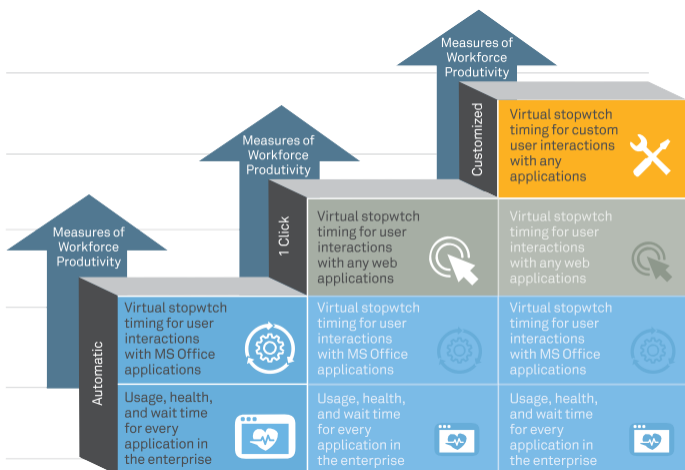 Measures of
Workforce
Produtivity
Measures of
Workforce
Produtivity
Measures of
Workforce
Produtivity
Automatic
Virtual stopwtch
timing for user
interactions
with MS Office
applications
Usage, health,
and wait time
for every
application in
the enterprise
1 Click
Virtual stopwtch
timing for user
interactions
with any web
applications
Virtual stopwtch
timing for user
interactions
with MS Office
applications
Usage, health,
and wait time
for every
application in
the enterprise
Customized
Virtual stopwtch
timing for custom
user interactions
with any
applications
Virtual stopwtch
timing for user
interactions
with any web
applications
Virtual stopwtch
timing for user
interactions
with MS Office
applications
Usage, health,
and wait time
for every
application in
the enterprise